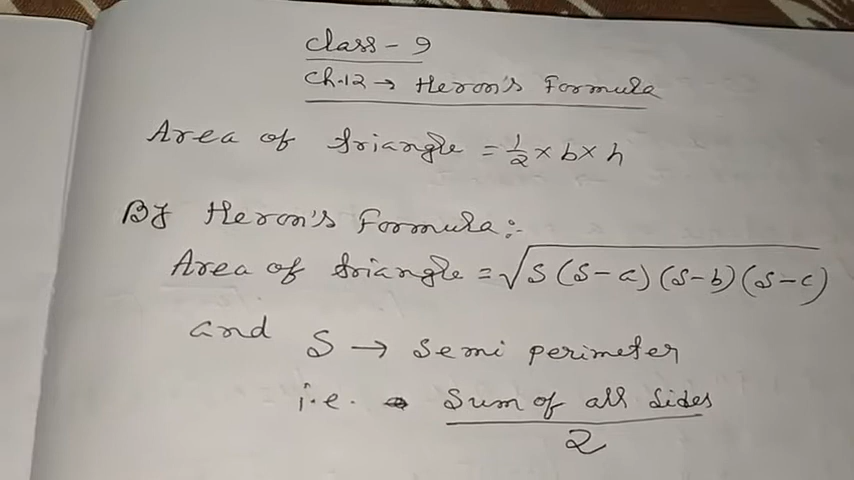 Class - 9
Ch.12 → Heron's Formula
Area of triangle = 1/2 × b × h
By Heron's Formula:-
Area of triangle = √S(S-a)(S-b)(S-c)
and S → Semi perimeter
i.e. Sum of all sides
2